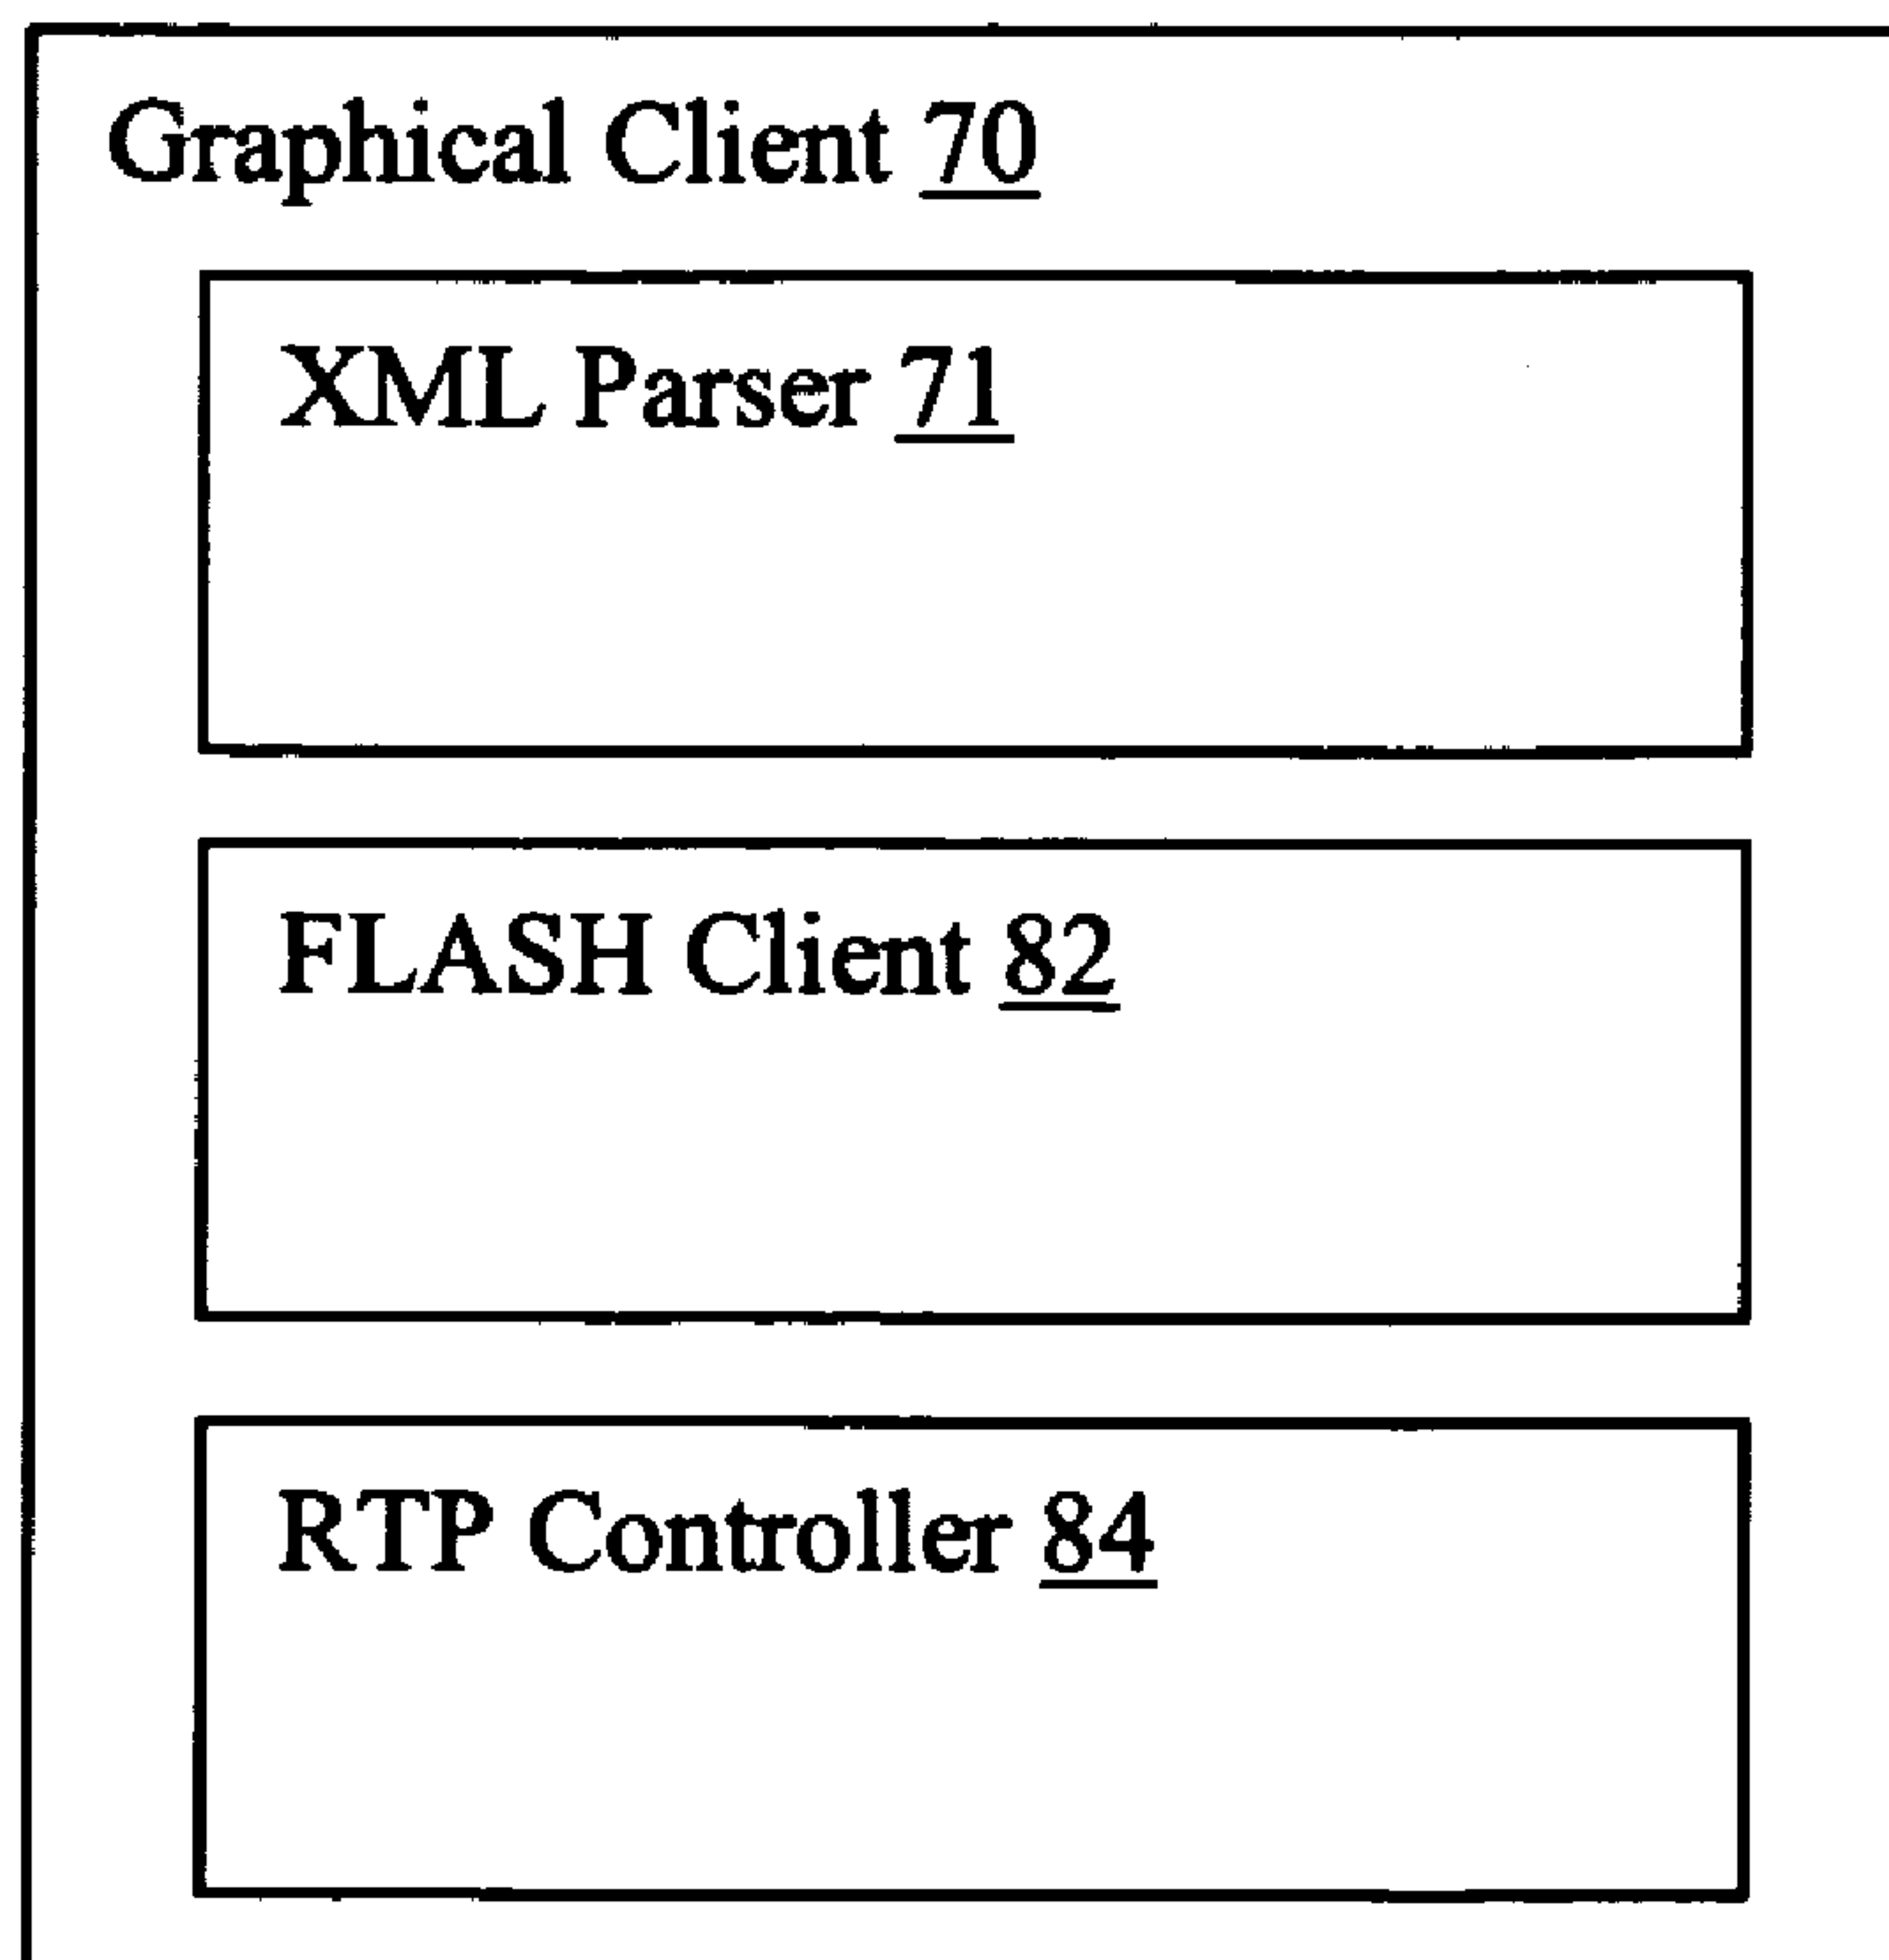 Graphical Client 70
XML Parser 71
FLASH Client 82
RTP Controller 84